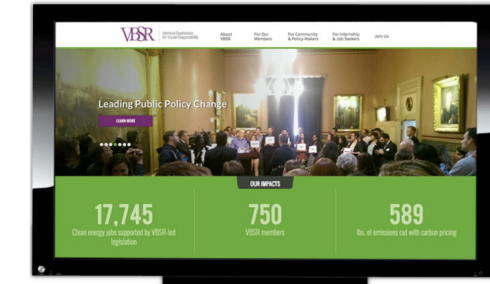 VBSR
Vermont Businesses
for Social Responsibility
About
VBSR
For Our
Members
For Community
& Policy-Makers
For Internship
& Job Seekers
Join Us
Leading Public Policy Change
LEARN MORE
OUR IMPACTS
17,745
Clean energy jobs supported by VBSR-led
legislation
750
VBSR members
589
lbs. of emissions cut with carbon pricing